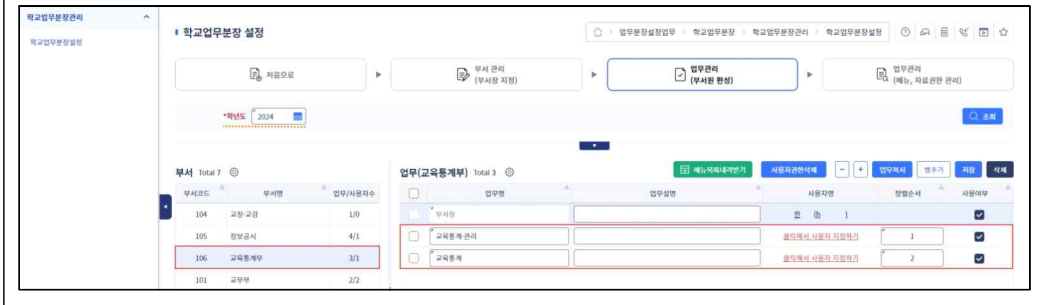 학교업무분장관리
학교업무분장설정
학교업무분장 설정
업무분장설정업무 > 학교업무분장 > 학교업무분장관리 > 학교업무분장설정
처음으로
부서 관리
(부서장 지정)
업무관리
(부서원 편성)
업무관리
(메뉴, 자료권한 관리)
*학년도 2024
조회
부서 Total 7
업무(교육통계부) Total 3
메뉴목록내려받기 사용자권한삭제 - + 업무복사 행추가 저장 삭제
부서코드 부서명 업무/사용자수
업무명 업무설명 사용자명 정렬순서 사용여부
104 교장·교감 1/0
부서장
105 정보공시 4/1
교육통계-관리 클릭해서 사용자 지정하기 1
106 교육통계부 3/1
교육통계 클릭해서 사용자 지정하기 2
101 교무부 2/2